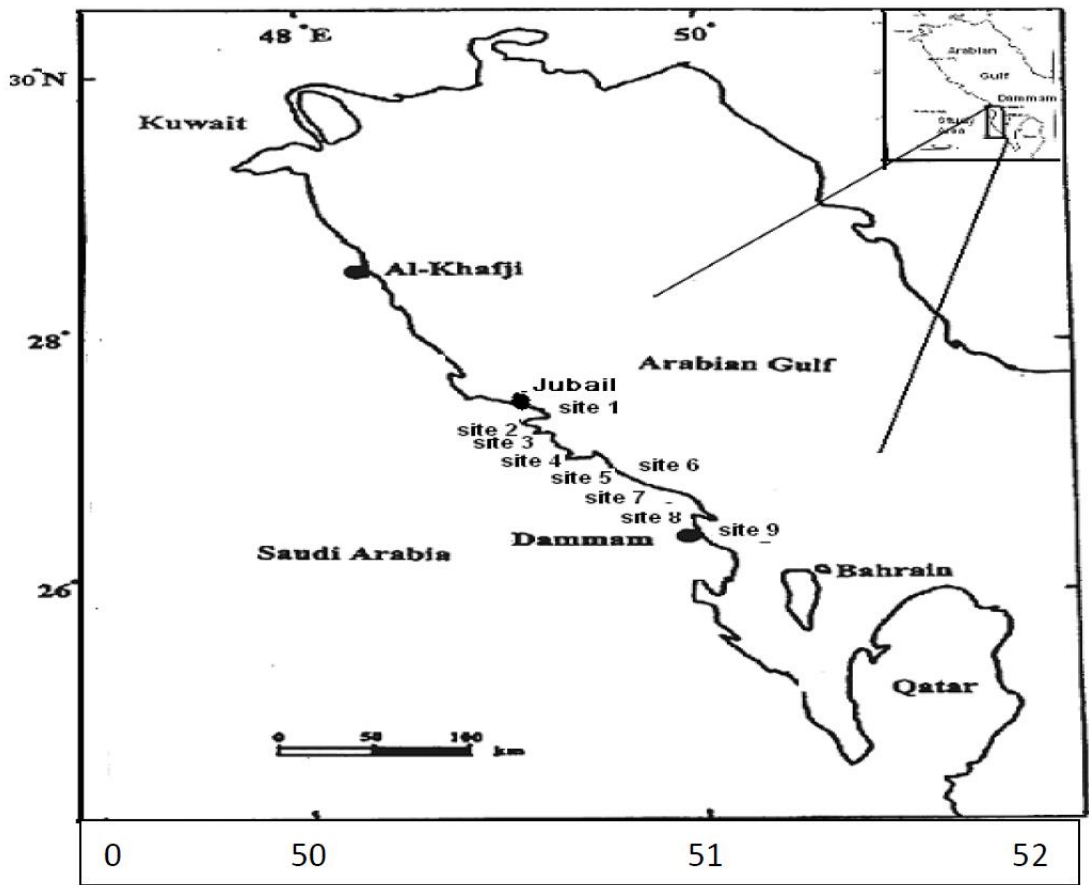 48°E
50°
30°N
Kuwait
Arabian
Gulf
Dammam
Study
Area
Al-Khafji
28°
Arabian Gulf
Jubail
site 1
site 2
site 3
site 4
site 5
site 6
site 7
site 8
site 9
Dammam
Saudi Arabia
26°
Bahrain
Qatar
0 50 100 km
0 50 51 52